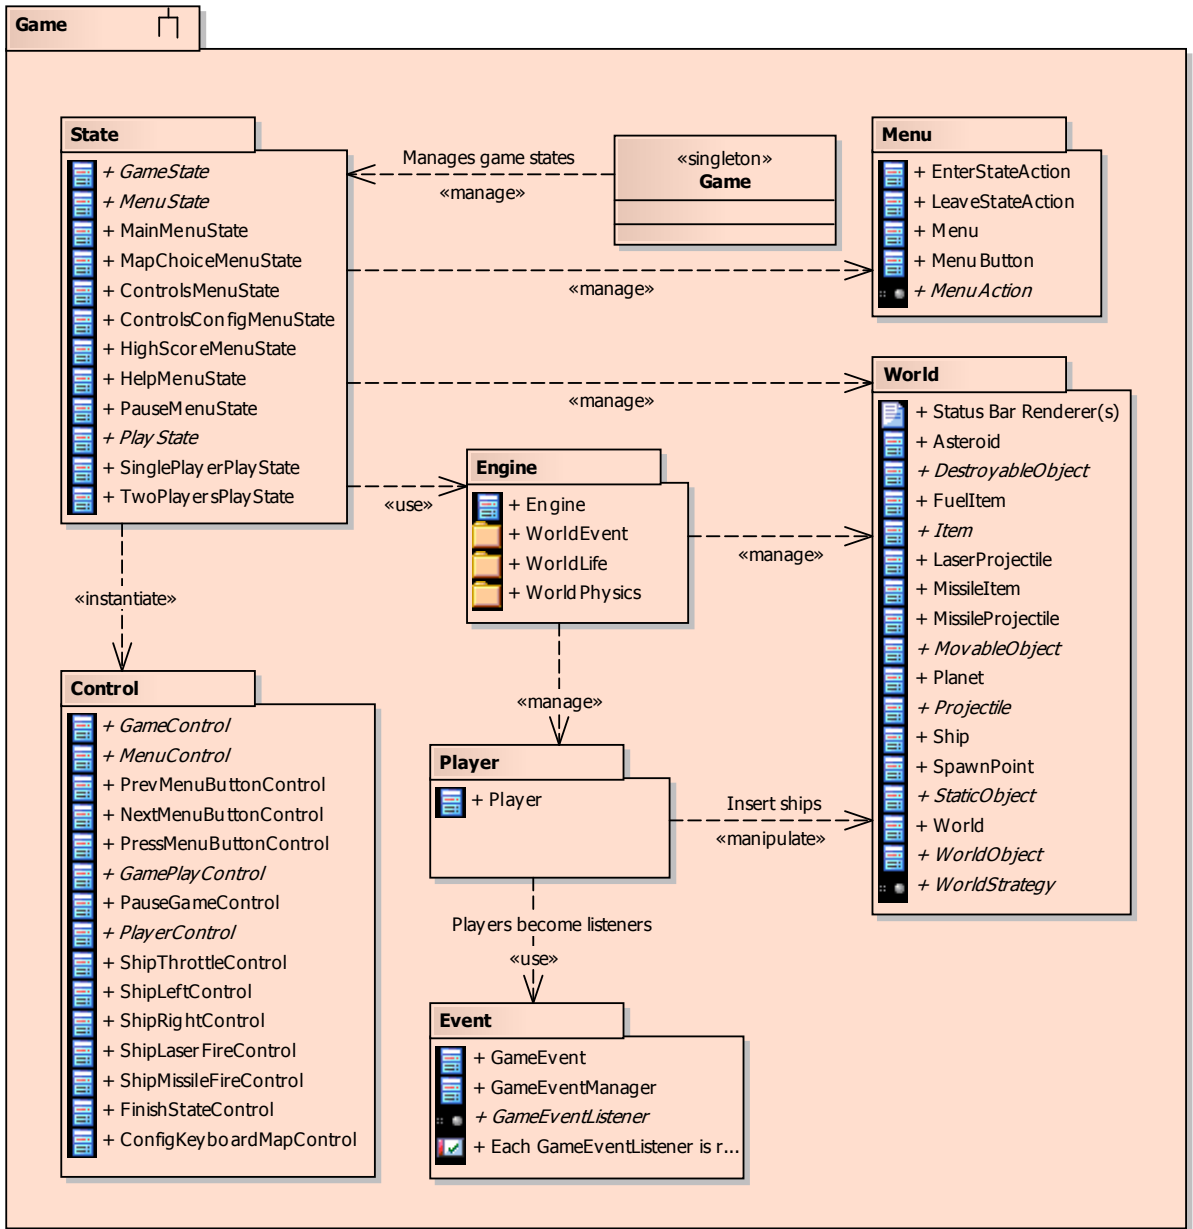 Game
State
+ GameState
+ MenuState
+ MainMenuState
+ MapChoiceMenuState
+ ControlsMenuState
+ ControlsConfigMenuState
+ HighScoreMenuState
+ HelpMenuState
+ PauseMenuState
+ PlayState
+ SinglePlayerPlayState
+ TwoPlayersPlayState
Manages game states
«manage»
«singleton»
Game
Menu
+ EnterStateAction
+ LeaveStateAction
+ Menu
+ MenuButton
+ MenuAction
«manage»
«manage»
World
+ Status Bar Renderer(s)
+ Asteroid
+ DestroyableObject
+ FuelItem
+ Item
+ LaserProjectile
+ MissileItem
+ MissileProjectile
+ MovableObject
+ Planet
+ Projectile
+ Ship
+ SpawnPoint
+ StaticObject
+ World
+ WorldObject
+ WorldStrategy
«use»
Engine
+ Engine
+ WorldEvent
+ WorldLife
+ WorldPhysics
«manage»
«instantiate»
«manage»
Control
+ GameControl
+ MenuControl
+ PrevMenuButtonControl
+ NextMenuButtonControl
+ PressMenuButtonControl
+ GamePlayControl
+ PauseGameControl
+ PlayerControl
+ ShipThrottleControl
+ ShipLeftControl
+ ShipRightControl
+ ShipLaserFireControl
+ ShipMissileFireControl
+ FinishStateControl
+ ConfigKeyboardMapControl
Player
+ Player
Insert ships
«manipulate»
Players become listeners
«use»
Event
+ GameEvent
+ GameEventManager
+ GameEventListener
+ Each GameEventListener is r...